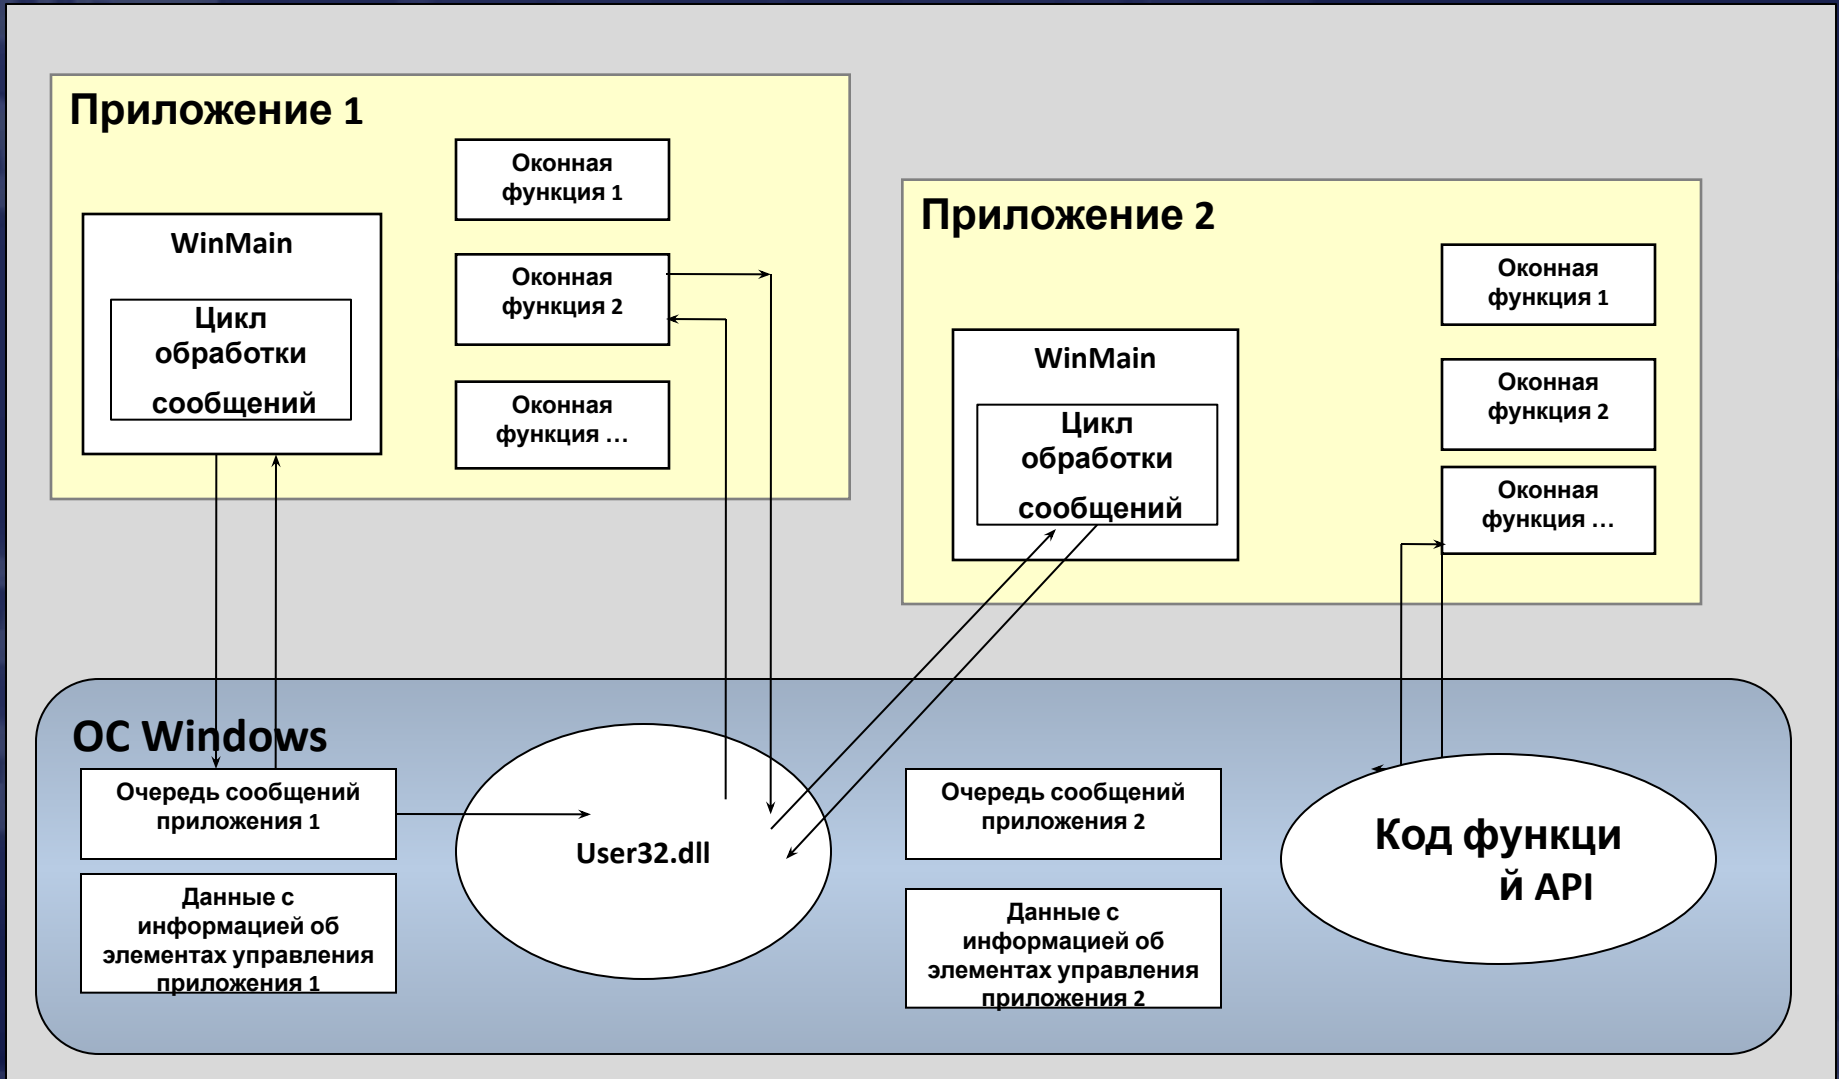 Приложение 1
Оконная
функция 1
WinMain
Оконная
функция 2
Цикл
обработки
сообщений
Оконная
функция ...
Приложение 2
Оконная
функция 1
WinMain
Оконная
функция 2
Цикл
обработки
сообщений
Оконная
функция ...
ОС Windows
Очередь сообщений
приложения 1
User32.dll
Данные с
информацией об
элементах управления
приложения 1
Очередь сообщений
приложения 2
Данные с
информацией об
элементах управления
приложения 2
Код функци
й API